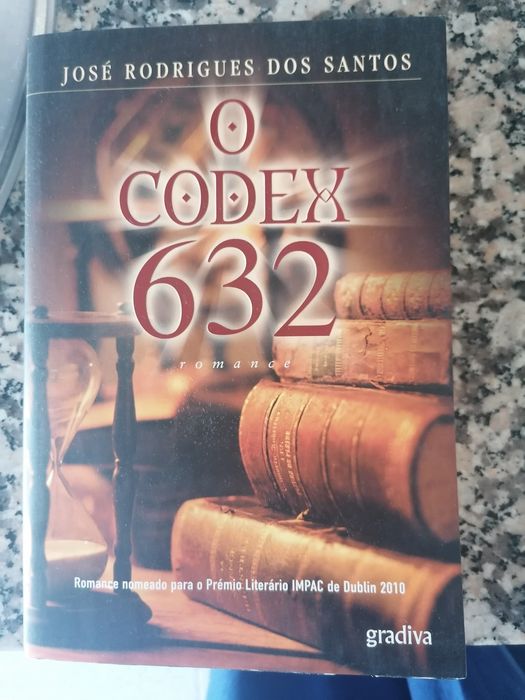 JOSÉ RODRIGUES DOS SANTOS
O
CODEX
632
romance
Romance nomeado para o Prémio Literário IMPAC de Dublin 2010
gradiva